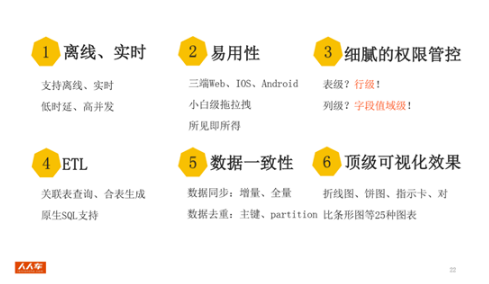 1 离线、实时
支持离线、实时
低时延、高并发
2 易用性
三端Web、IOS、Android
小白级拖拉拽
所见即所得
3 细腻的权限管控
表级？行级！
列级？字段值域级！
4 ETL
关联表查询、合表生成
原生SQL支持
5 数据一致性
数据同步：增量、全量
数据去重：主键、partition
6 顶级可视化效果
折线图、饼图、指示卡、对
比条形图等25种图表
人人车